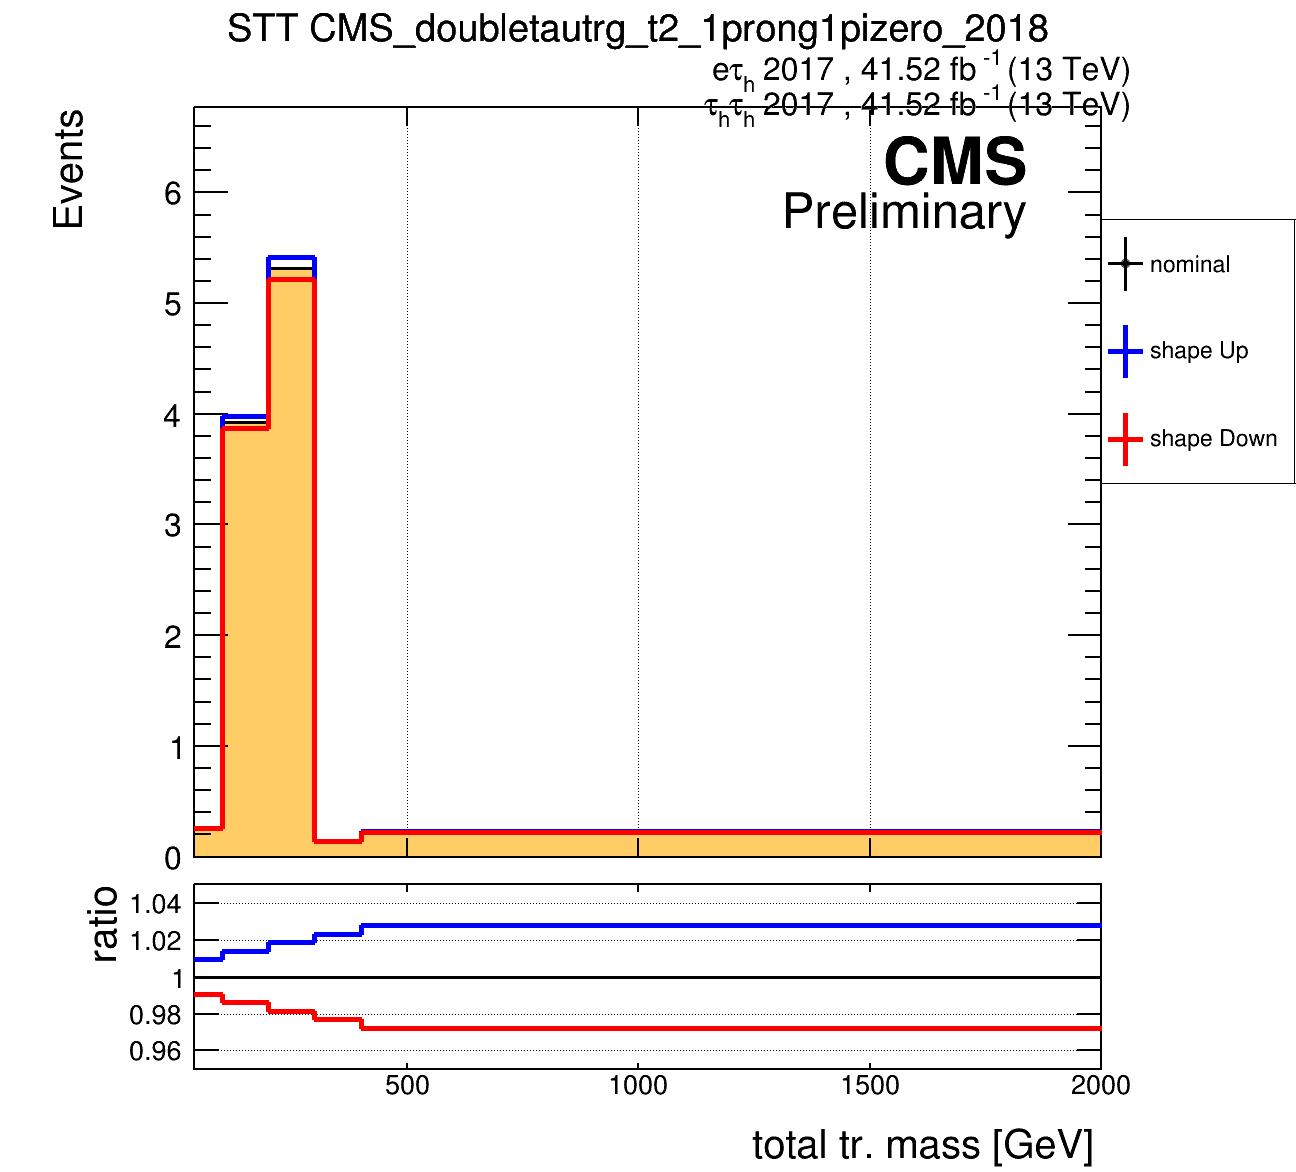 STT CMS_doubletautrg_t2_1prong1pizero_2018
eτh 2017 , 41.52 fb -1 (13 TeV)
τhτh 2017 , 41.52 fb -1 (13 TeV)
CMS
Preliminary
Events
6
5
4
3
2
1
0
nominal
shape Up
shape Down
ratio
1.04
1.02
1
0.98
0.96
500 1000 1500 2000
total tr. mass [GeV]